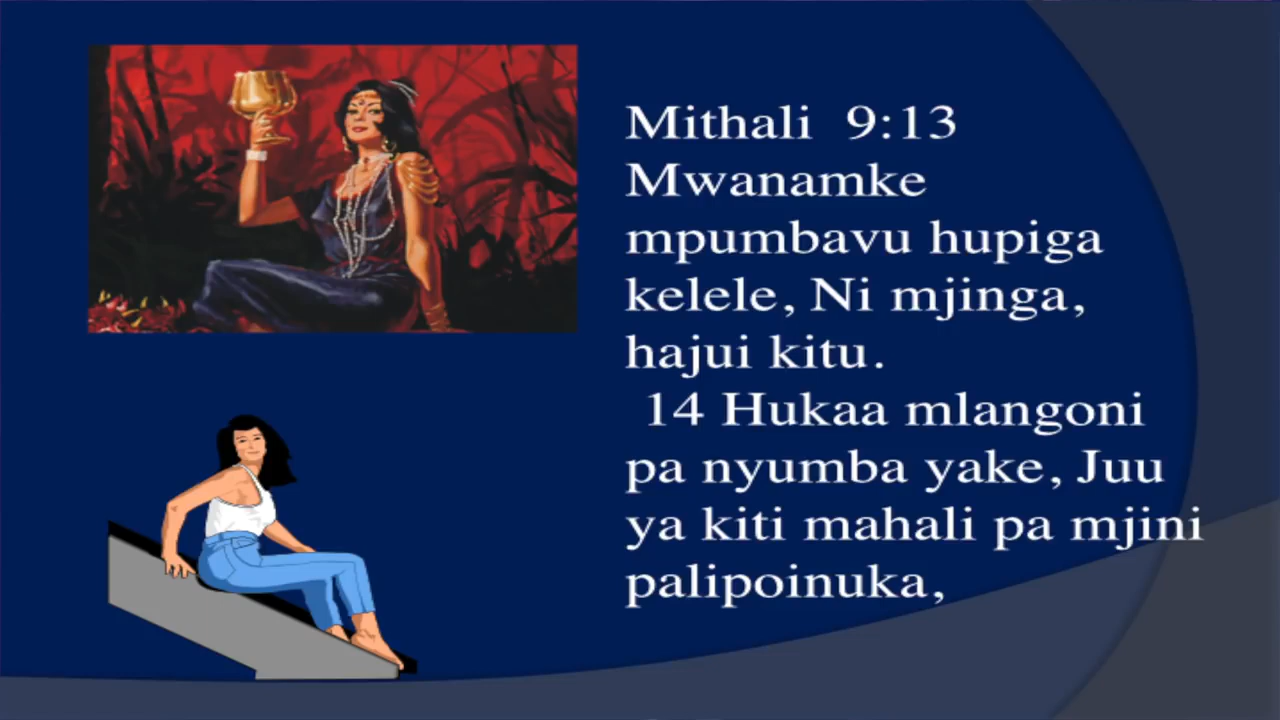 Mithali 9:13
Mwanamke
mpumbavu hupiga
kelele, Ni mjinga,
hajui kitu.
14 Hukaa mlangoni
pa nyumba yake, Juu
ya kiti mahali pa mjini
palipoinuka,